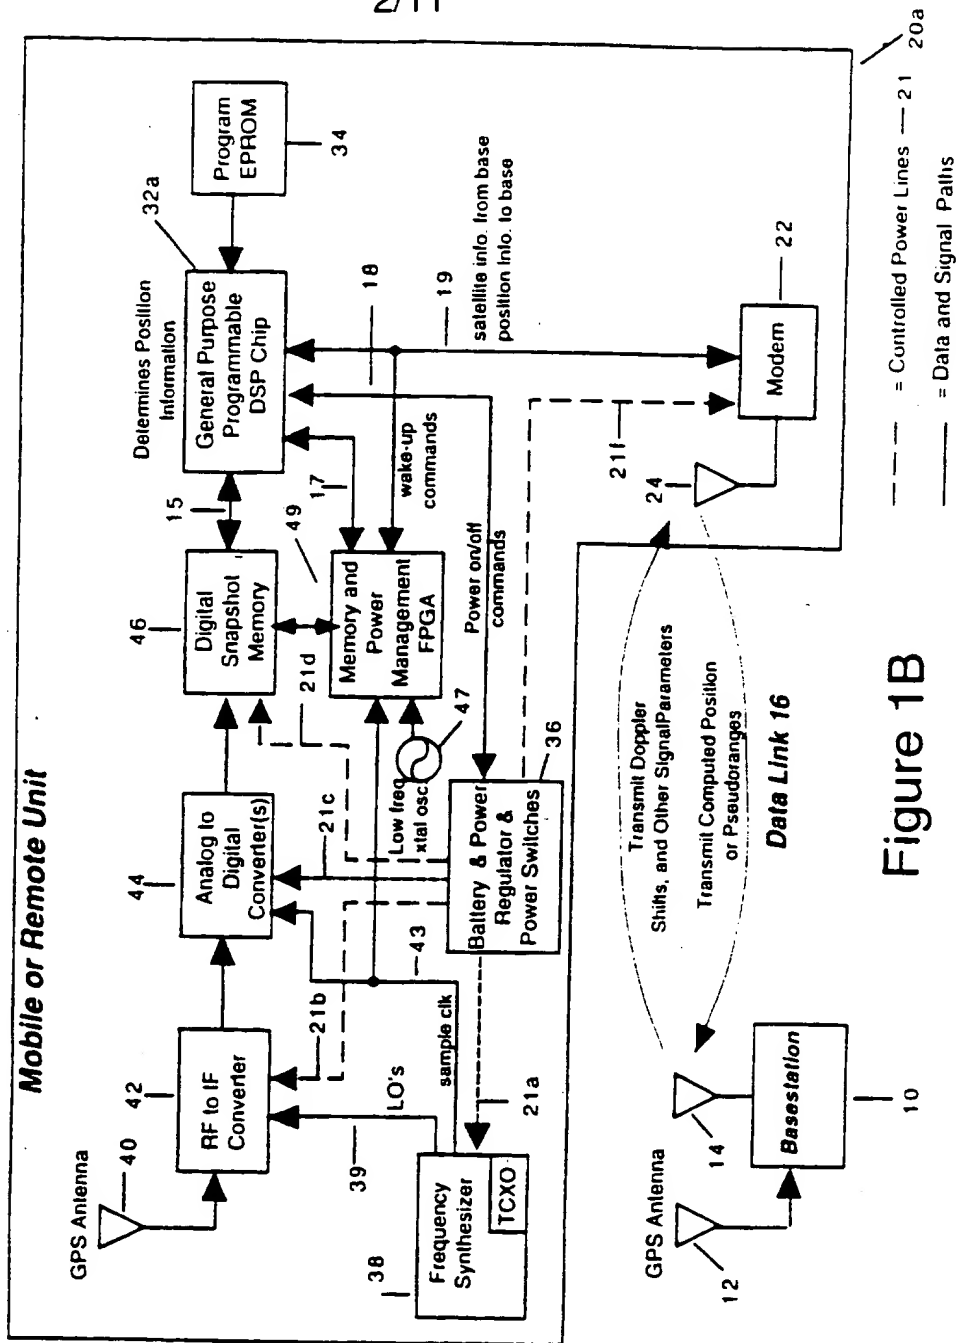 2/11
Mobile or Remote Unit
GPS Antenna
40
42
RF to IF
Converter
44
Analog to
Digital
Converter(s)
46
Digital
Snapshot
Memory
15
Determines Position
Information
32a
General Purpose
Programmable
DSP Chip
Program
EPROM
34
39
LO's
21b
43
sample clk
21c
Low freq.
xtal osc.
47
21d
49
Memory and
Power
Management
FPGA
17
wake-up
commands
18
19
satellite info. from base
position info. to base
38
Frequency
Synthesizer
TCXO
21a
Battery & Power
Regulator &
Power Switches
36
Power on/off
commands
21f
24
Modem
22
20a
GPS Antenna
12
14
Basestation
10
Transmit Doppler
Shifts, and Other SignalParameters
Transmit Computed Position
or Pseudoranges
Data Link 16
= Controlled Power Lines — 21
= Data and Signal Paths
Figure 1B